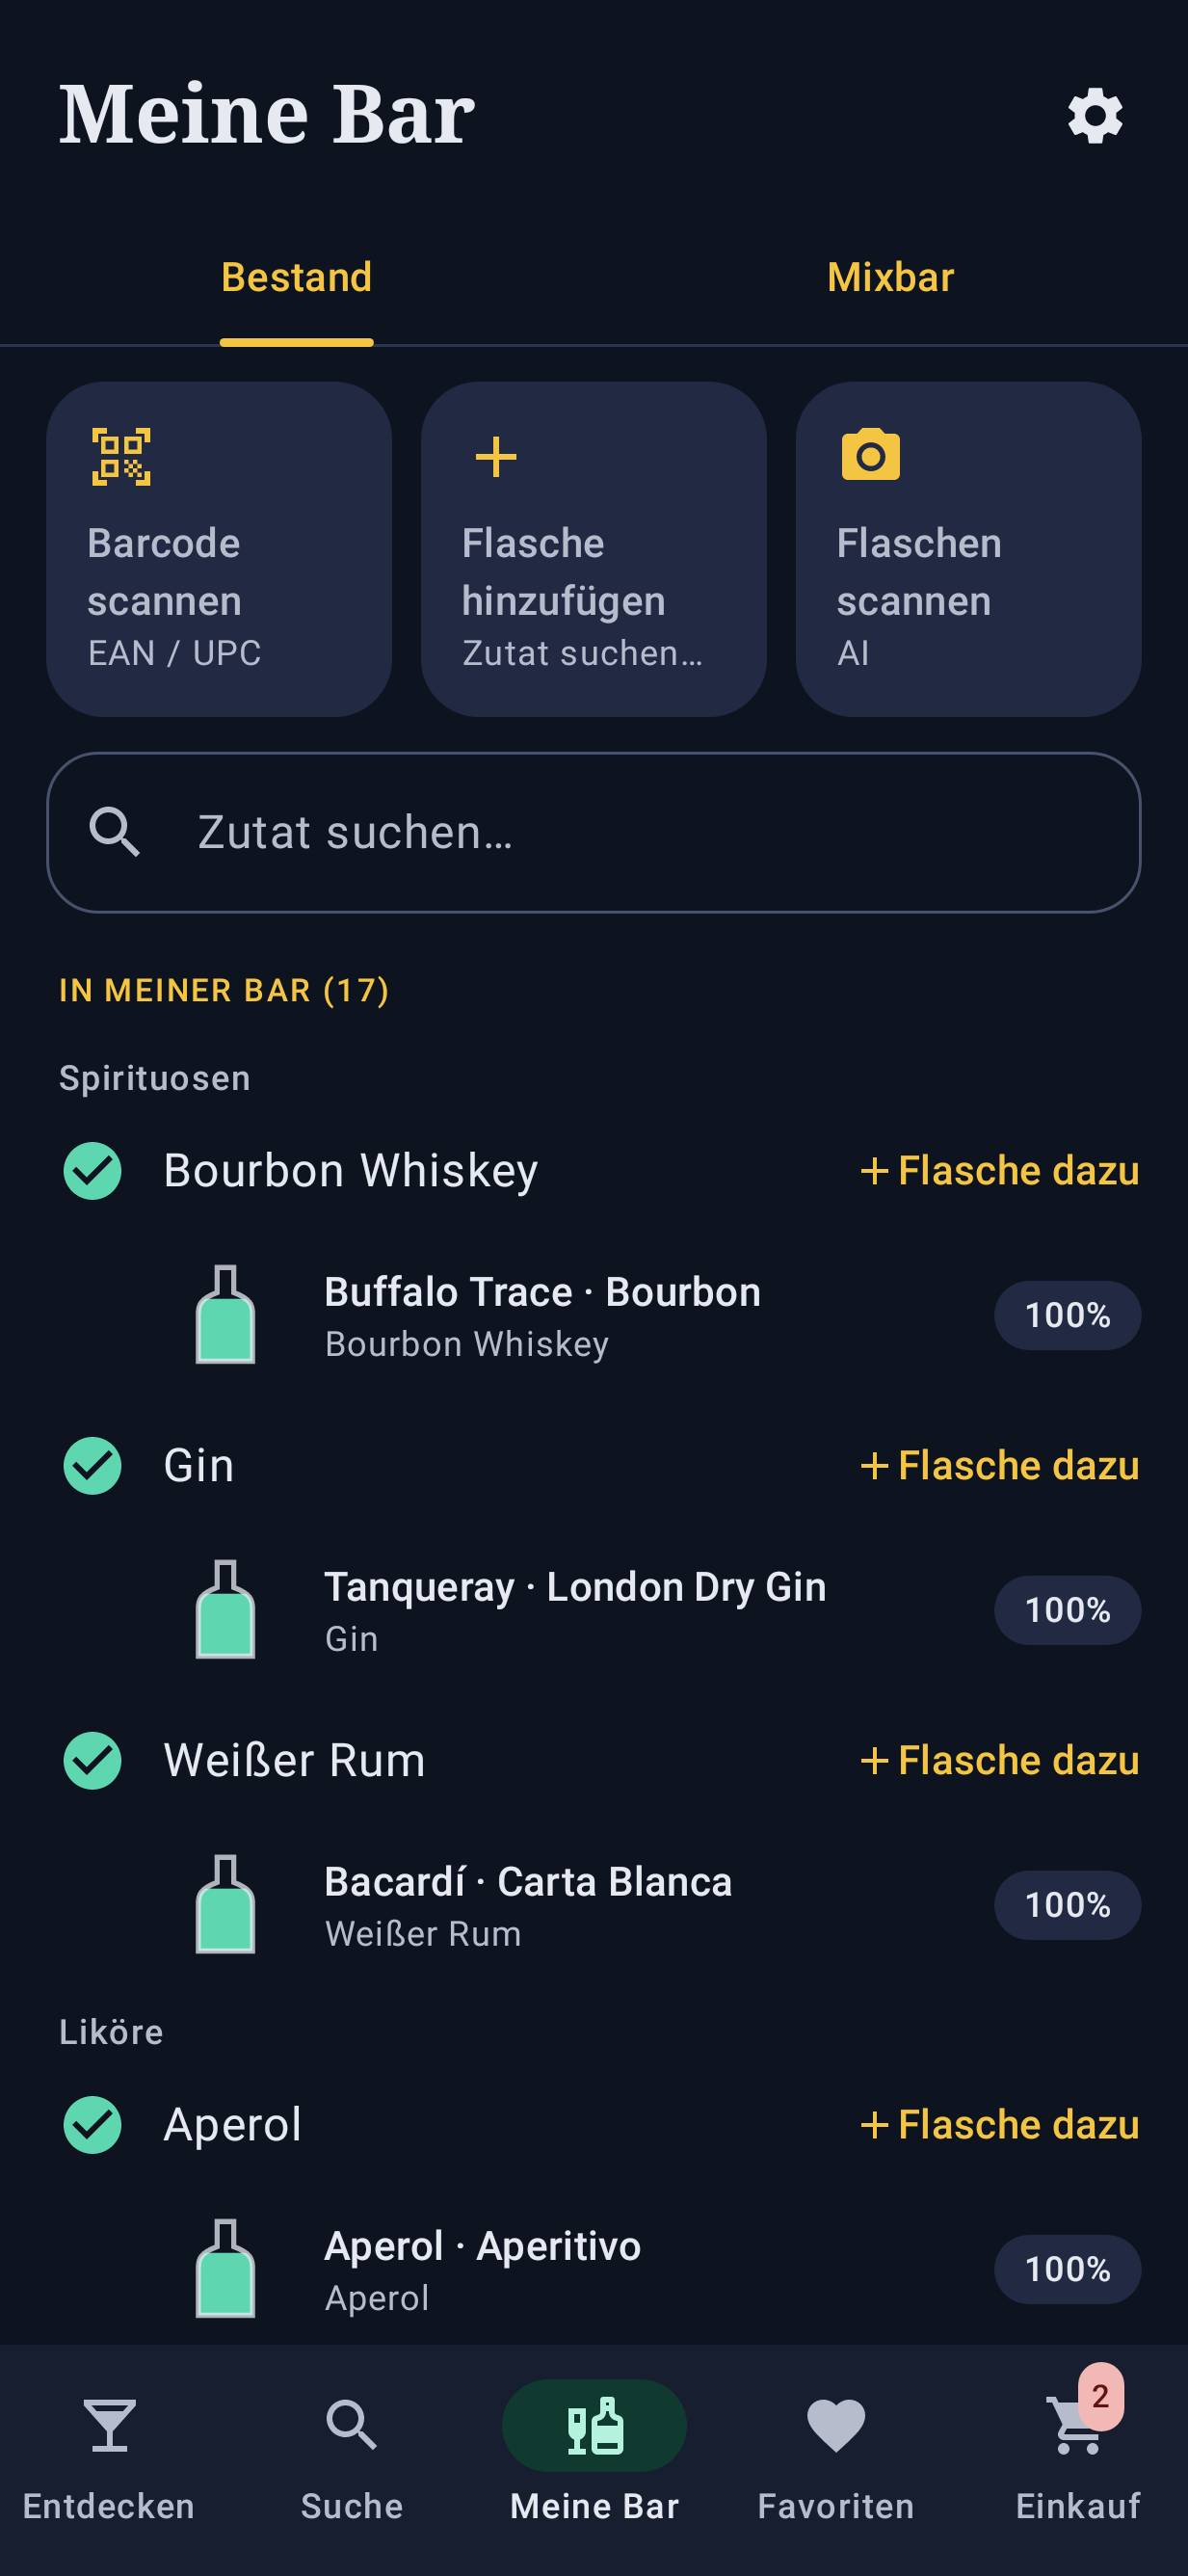 Meine Bar
Bestand
Mixbar
Barcode
scannen
EAN / UPC
Flasche
hinzufügen
Zutat suchen…
Flaschen
scannen
AI
Zutat suchen…
IN MEINER BAR (17)
Spirituosen
Bourbon Whiskey
+ Flasche dazu
Buffalo Trace · Bourbon
Bourbon Whiskey
100%
Gin
+ Flasche dazu
Tanqueray · London Dry Gin
Gin
100%
Weißer Rum
+ Flasche dazu
Bacardí · Carta Blanca
Weißer Rum
100%
Liköre
Aperol
+ Flasche dazu
Aperol · Aperitivo
Aperol
100%
2
Entdecken
Suche
Meine Bar
Favoriten
Einkauf